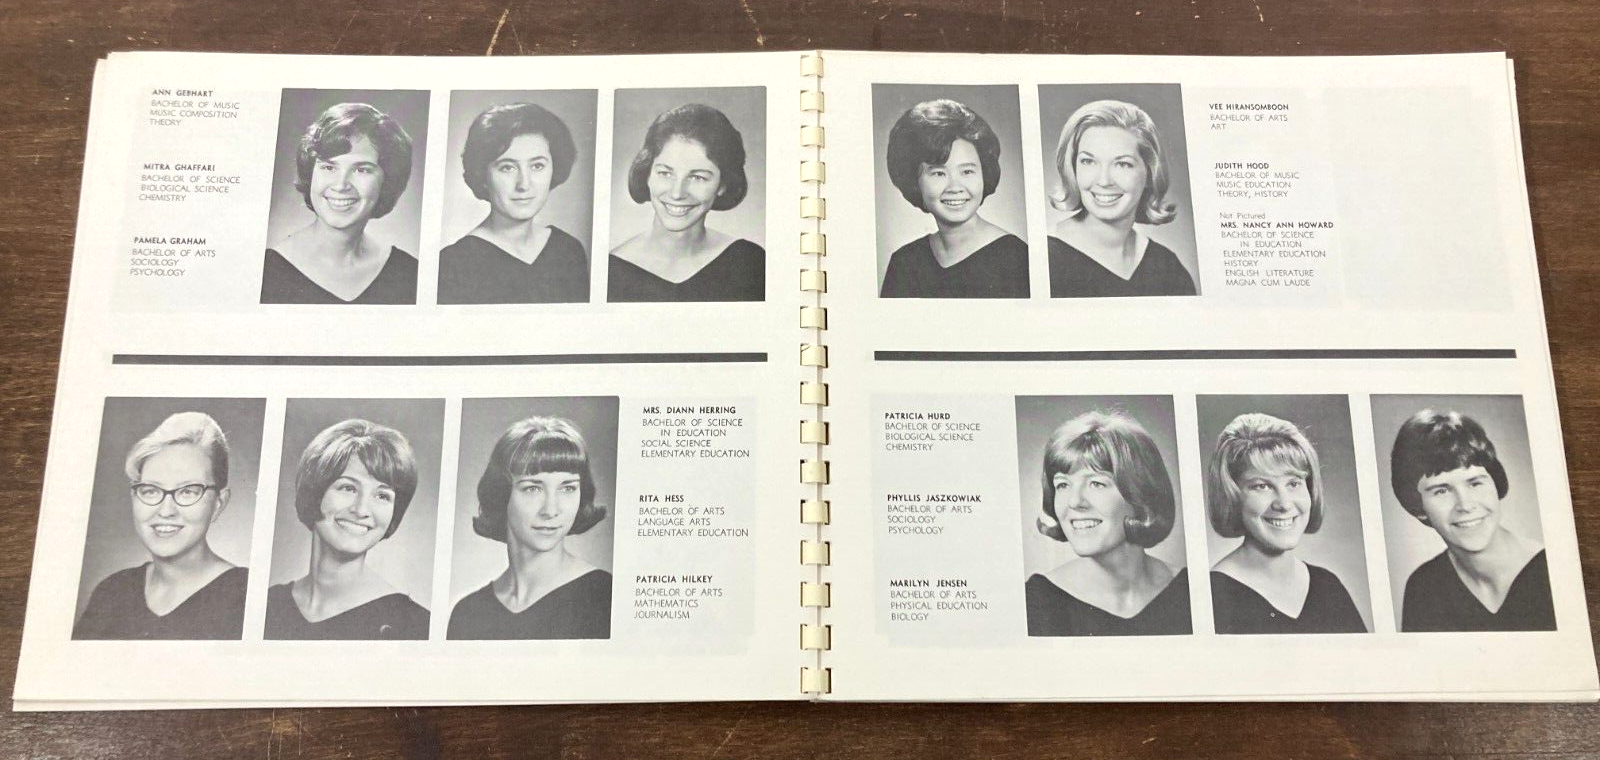 ANN GEBHART
BACHELOR OF MUSIC
MUSIC COMPOSITION
THEORY
MITRA GHAFFARI
BACHELOR OF SCIENCE
BIOLOGICAL SCIENCE
CHEMISTRY
PAMELA GRAHAM
BACHELOR OF ARTS
SOCIOLOGY
PSYCHOLOGY
MRS. DIANN HERRING
BACHELOR OF SCIENCE
IN EDUCATION
SOCIAL SCIENCE
ELEMENTARY EDUCATION
RITA HESS
BACHELOR OF ARTS
LANGUAGE ARTS
ELEMENTARY EDUCATION
PATRICIA HILKEY
BACHELOR OF ARTS
MATHEMATICS
JOURNALISM
VEE HIRANSOMBOON
BACHELOR OF ARTS
ART
JUDITH HOOD
BACHELOR OF MUSIC
MUSIC EDUCATION
THEORY, HISTORY
Not Pictured
MRS. NANCY ANN HOWARD
BACHELOR OF SCIENCE
IN EDUCATION
ELEMENTARY EDUCATION
HISTORY
ENGLISH LITERATURE
MAGNA CUM LAUDE
PATRICIA HURD
BACHELOR OF SCIENCE
BIOLOGICAL SCIENCE
CHEMISTRY
PHYLLIS JASZKOWIAK
BACHELOR OF ARTS
SOCIOLOGY
PSYCHOLOGY
MARILYN JENSEN
BACHELOR OF ARTS
PHYSICAL EDUCATION
BIOLOGY